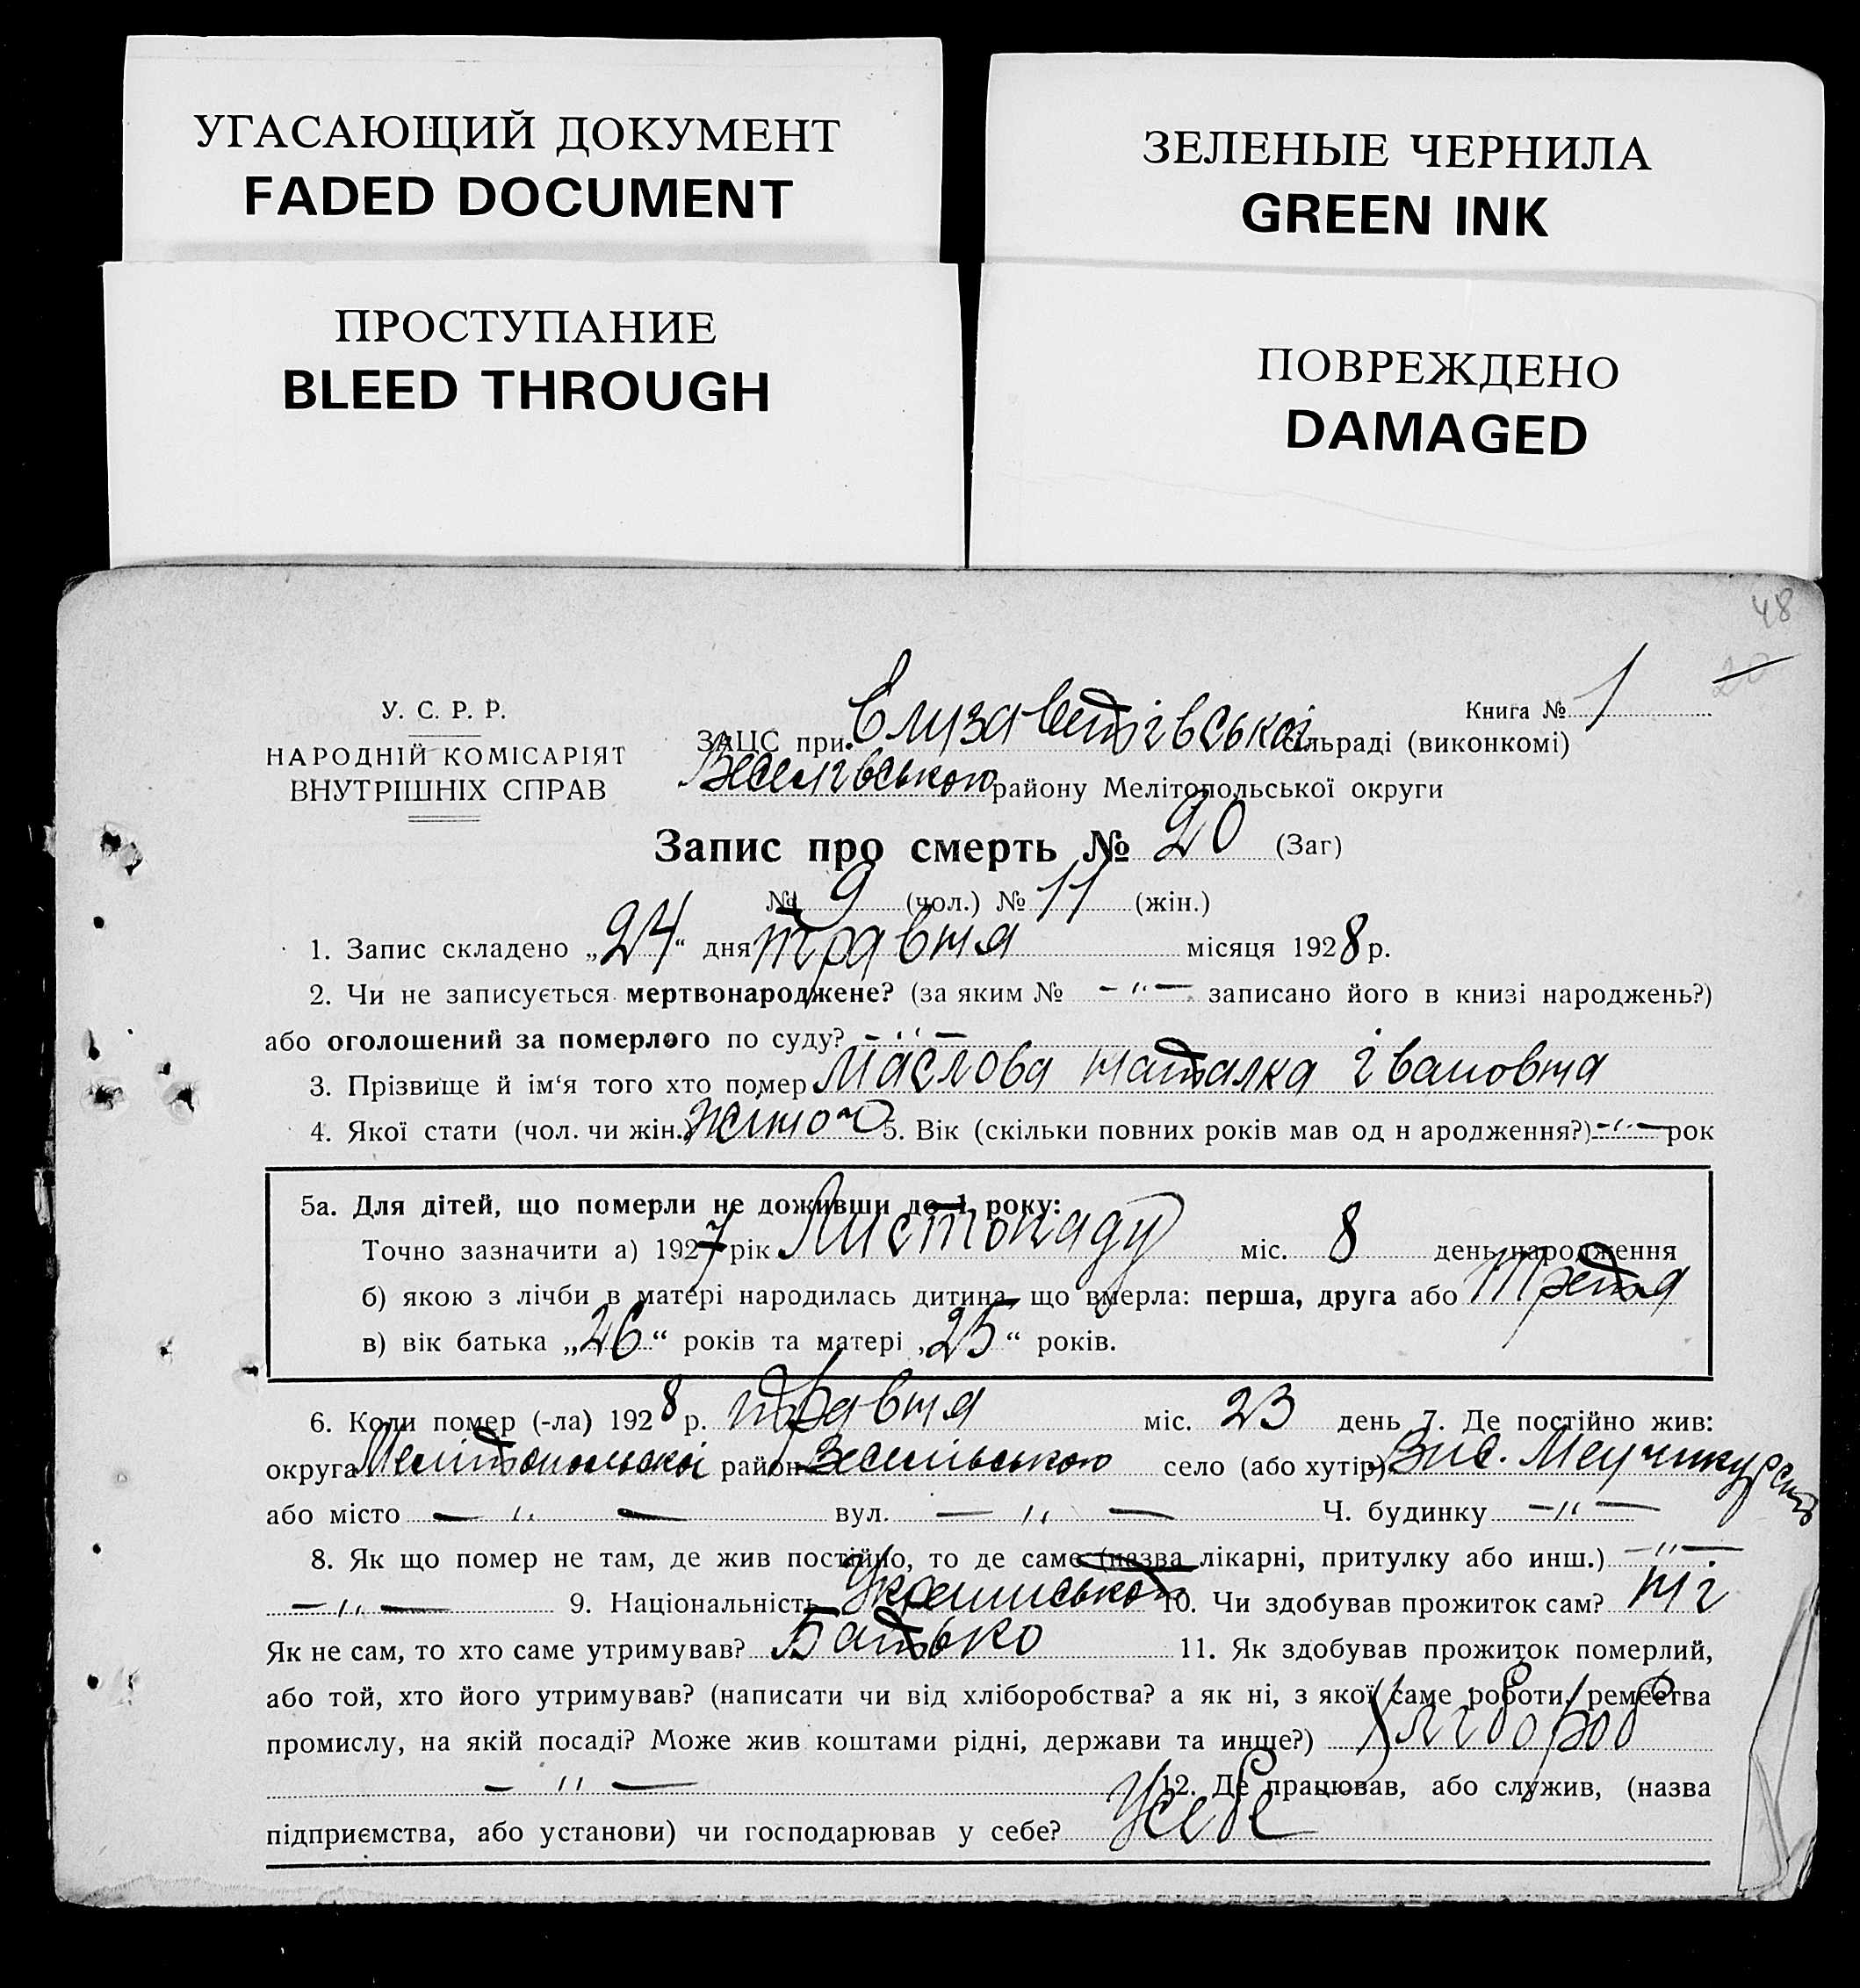 УГАСАЮЩИЙ ДОКУМЕНТ
FADED DOCUMENT
ЗЕЛЕНЫЕ ЧЕРНИЛА
GREEN INK
ПРОСТУПАНИЕ
BLEED THROUGH
ПОВРЕЖДЕНО
DAMAGED
48
20
У. С. Р. Р.
НАРОДНІЙ КОМІСАРІЯТ
ВНУТРІШНІХ СПРАВ
Книга № 1
ЗАЦС при Елузаветівської сільраді (виконкомі)
Веселівського району Мелітопольської округи
Запис про смерть № 20 (Заг)
№ 9 (чол.) № 11 (жін.)
1. Запис складено „24“ дня травня місяця 1928 р.
2. Чи не записується мертвонароджене? (за яким № -"- записано його в книзі народжень?)
або оголошений за померлого по суду? -"-
3. Прізвище й ім‘я того хто помер Маслова Наталка Івановна
4. Якої стати (чол. чи жін.) 5. Вік (скільки повних років мав од н ародження?) -"- рок
5а. Для дітей, що померли не доживши до 1 року:
Точно зазначити а) 1927 рік Листопаду міс. 8 день народження
б) якою з лічби в матері народилась дитина, що вмерла: перша, друга або третя
в) вік батька „26“ років та матері „25“ років.
6. Коли помер (-ла) 1928 р. травня міс. 23 день 7. Де постійно жив:
округа Мелітопольської район Веселівського село (або хутір) Вис.
або місто — " — вул. — " — Ч. будинку -"-
8. Як що помер не там, де жив постійно, то де саме (назва лікарні, притулку або инш.) -"-
-"- 9. Національність Українською 10. Чи здобував прожиток сам? ні
Як не сам, то хто саме утримував? Батько 11. Як здобував прожиток померлий,
або той, хто його утримував? (написати чи від хліборобства? а як ні, з якої саме роботи, ремества
промислу, на якій посаді? Може жив коштами рідні, держави та инше?) Хлібороб
- " - 12. Де працював, або служив, (назва
підприємства, або установи) чи господарював у себе? У себе